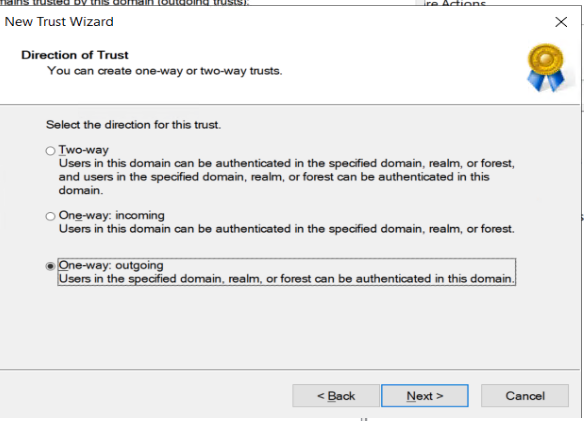 mains trusted by this domain (outgoing trusts):
re Actions
New Trust Wizard
Direction of Trust
You can create one-way or two-way trusts.
Select the direction for this trust.
Two-way
Users in this domain can be authenticated in the specified domain, realm, or forest,
and users in the specified domain, realm, or forest can be authenticated in this
domain.
One-way: incoming
Users in this domain can be authenticated in the specified domain, realm, or forest.
One-way: outgoing
Users in the specified domain, realm, or forest can be authenticated in this domain.
< Back
Next >
Cancel